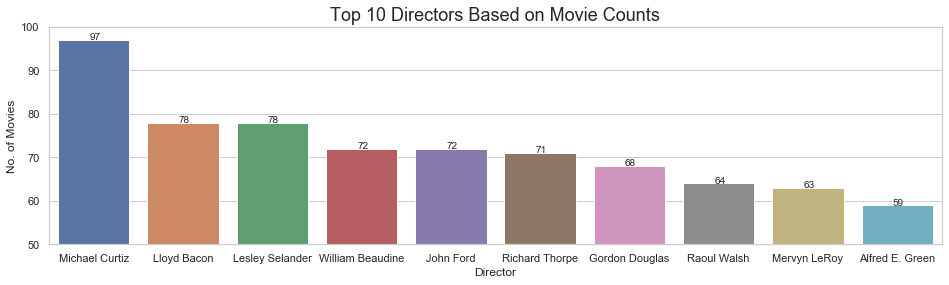 Top 10 Directors Based on Movie Counts
100
90
80
70
60
50
No. of Movies
97
78
78
72
72
71
68
64
63
59
Michael Curtiz
Lloyd Bacon
Lesley Selander
William Beaudine
John Ford
Richard Thorpe
Gordon Douglas
Raoul Walsh
Mervyn LeRoy
Alfred E. Green
Director